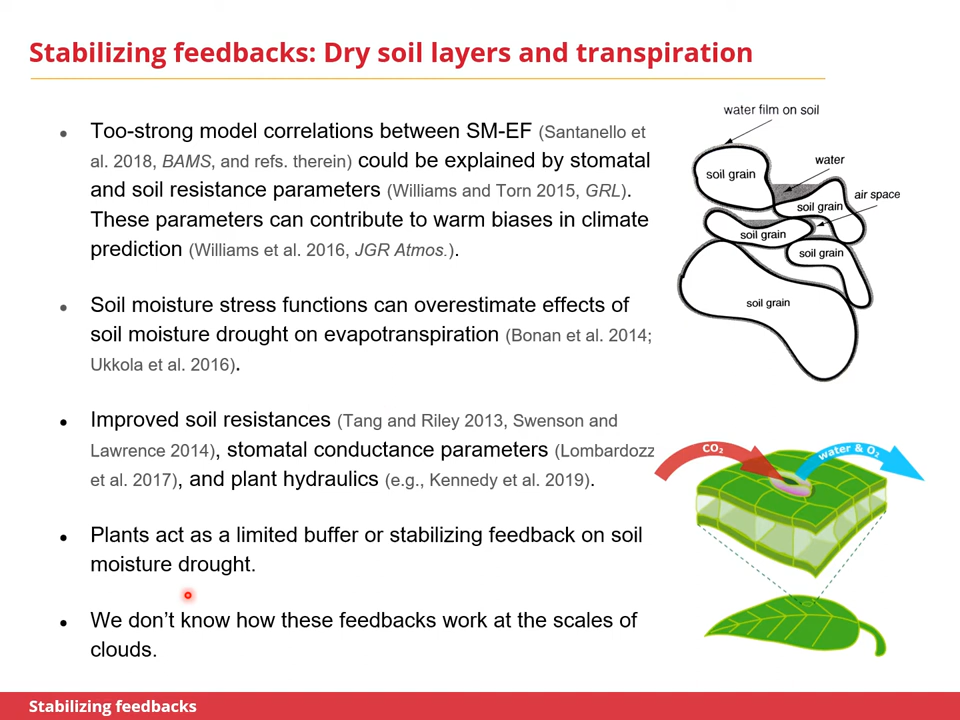 Stabilizing feedbacks: Dry soil layers and transpiration
• Too-strong model correlations between SM-EF (Santanello et
al. 2018, BAMS, and refs. therein) could be explained by stomatal
and soil resistance parameters (Williams and Torn 2015, GRL).
These parameters can contribute to warm biases in climate
prediction (Williams et al. 2016, JGR Atmos.).
• Soil moisture stress functions can overestimate effects of
soil moisture drought on evapotranspiration (Bonan et al. 2014;
Ukkola et al. 2016).
• Improved soil resistances (Tang and Riley 2013, Swenson and
Lawrence 2014), stomatal conductance parameters (Lombardozz
et al. 2017), and plant hydraulics (e.g., Kennedy et al. 2019).
• Plants act as a limited buffer or stabilizing feedback on soil
moisture drought.
• We don’t know how these feedbacks work at the scales of
clouds.
water film on soil
water
soil grain
air space
soil grain
soil grain
soil grain
soil grain
CO₂
water & O₂
Stabilizing feedbacks